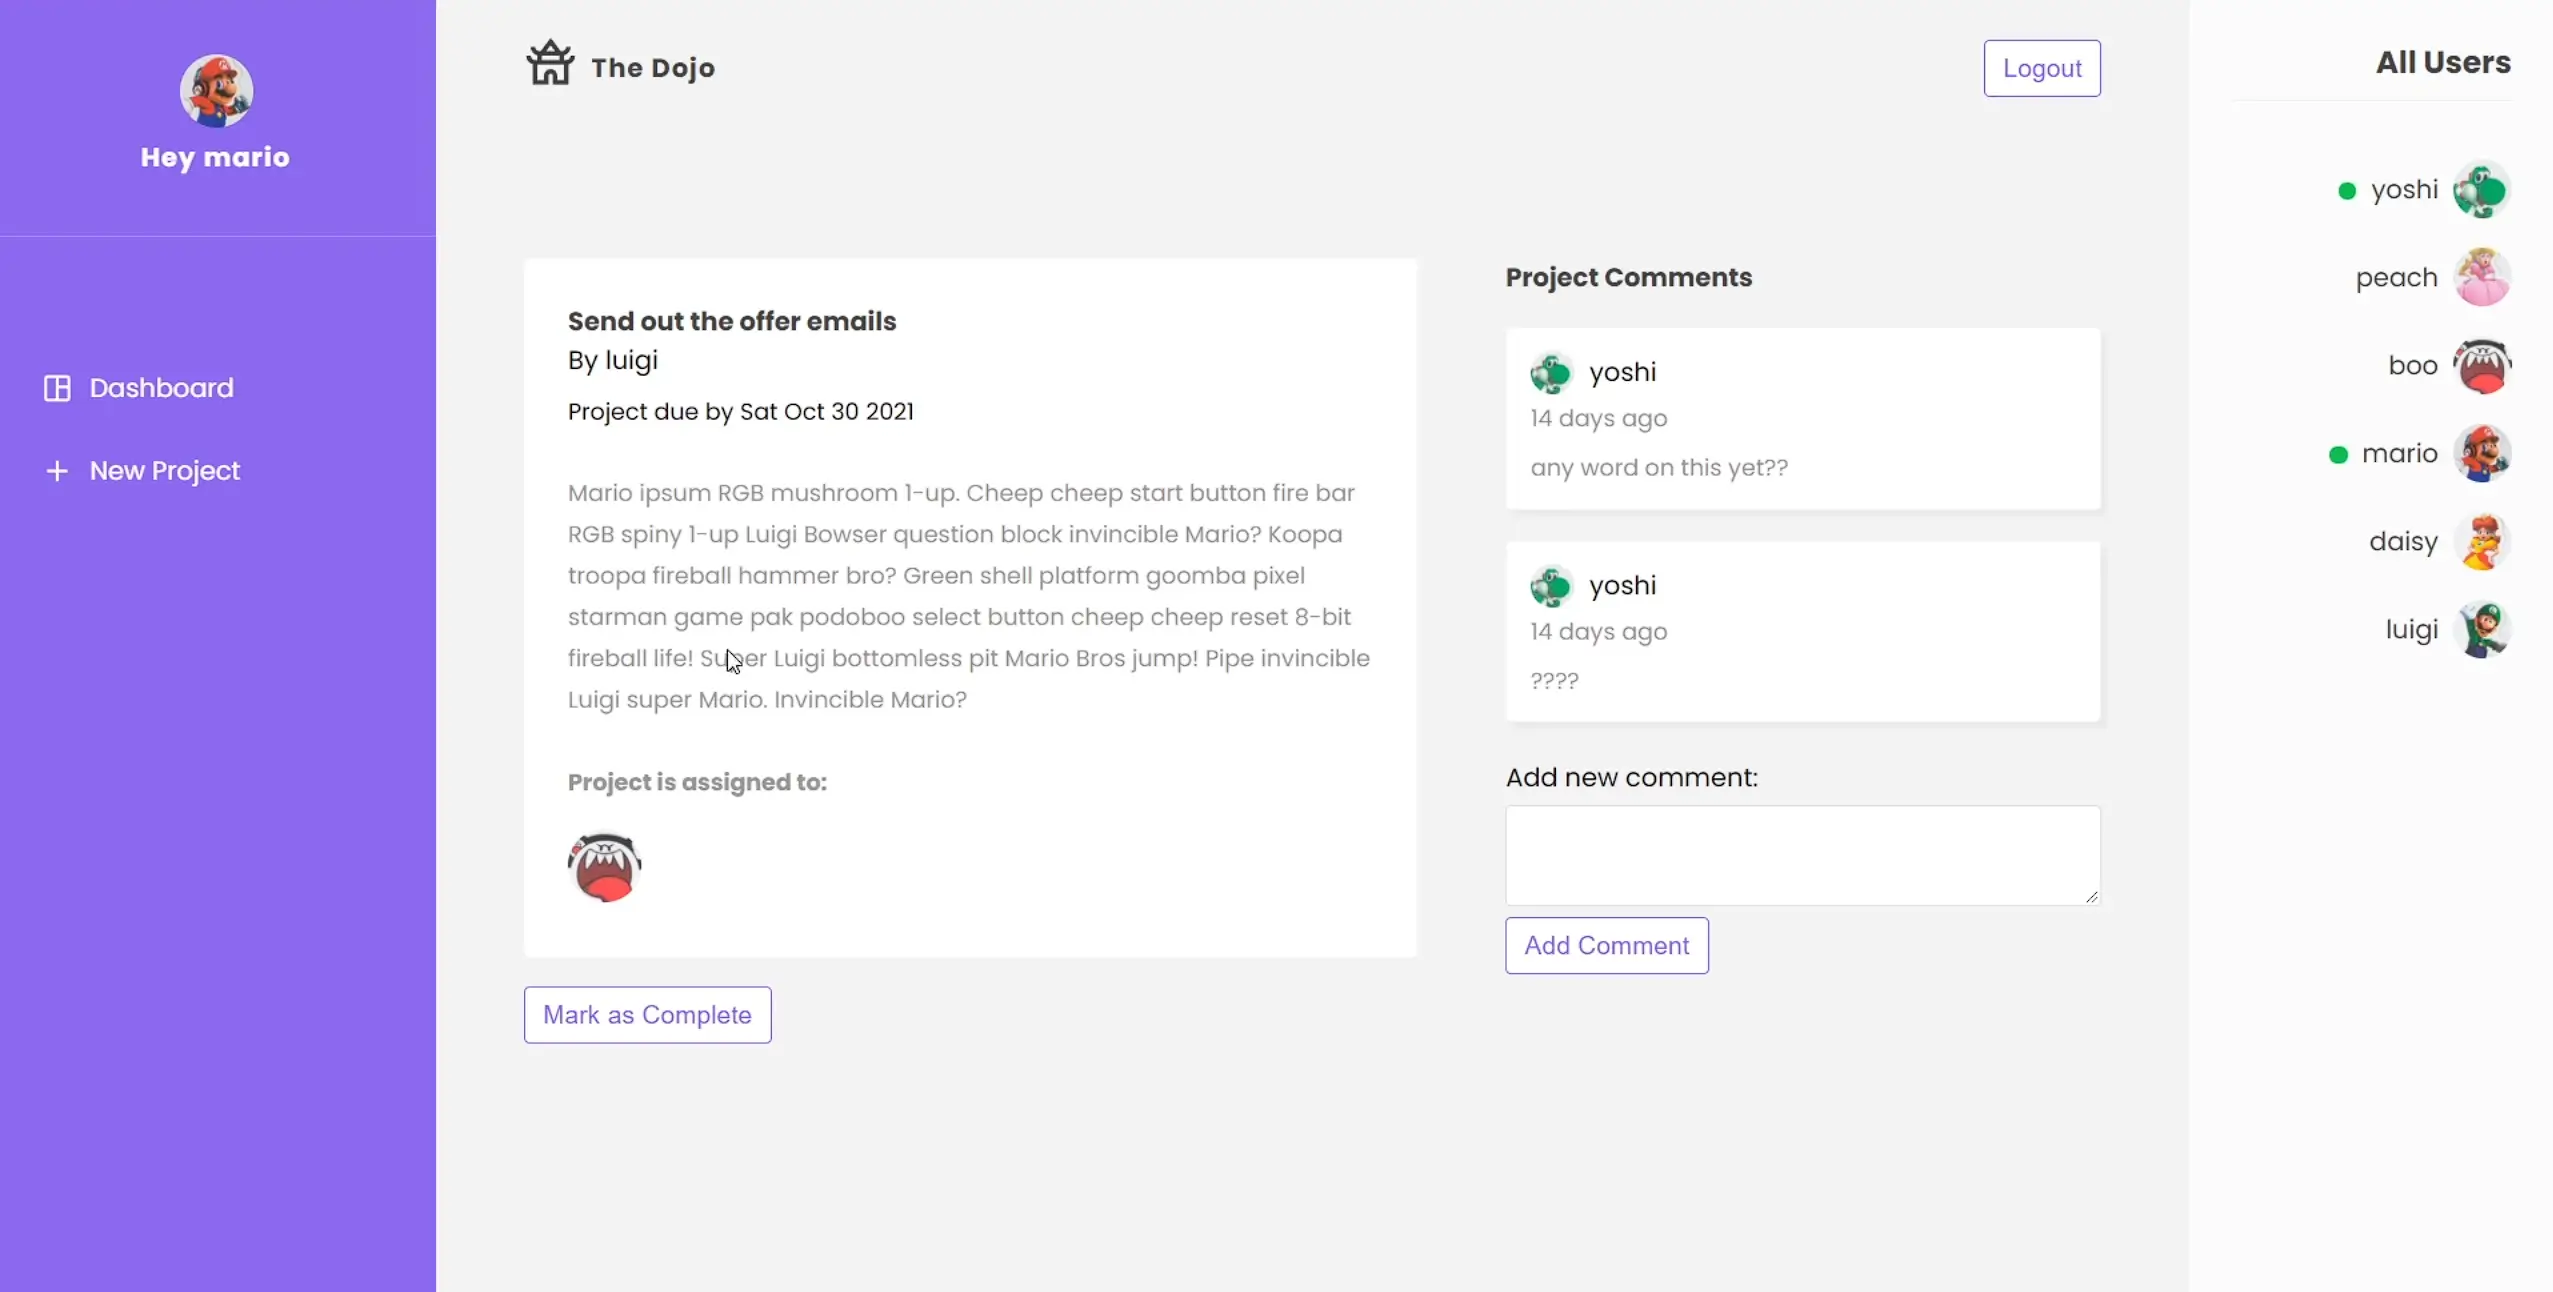 Hey mario
Dashboard
New Project
The Dojo
Logout
Send out the offer emails
By luigi
Project due by Sat Oct 30 2021
Mario ipsum RGB mushroom 1-up. Cheep cheep start button fire bar
RGB spiny 1-up Luigi Bowser question block invincible Mario? Koopa
troopa fireball hammer bro? Green shell platform goomba pixel
starman game pak podoboo select button cheep cheep reset 8-bit
fireball life! Super Luigi bottomless pit Mario Bros jump! Pipe invincible
Luigi super Mario. Invincible Mario?
Project is assigned to:
Mark as Complete
Project Comments
yoshi
14 days ago
any word on this yet??
yoshi
14 days ago
????
Add new comment:
Add Comment
All Users
yoshi
peach
boo
mario
daisy
luigi